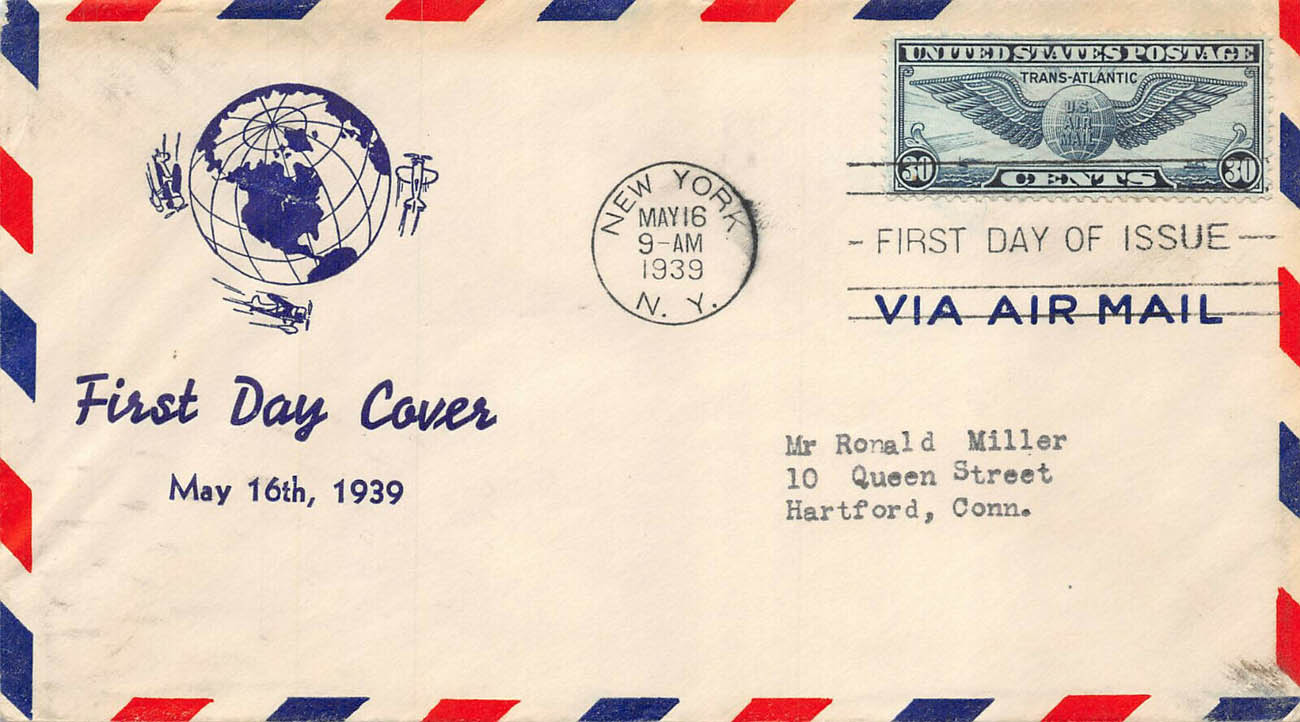 UNITED STATES POSTAGE
TRANS-ATLANTIC
U.S.
AIR
MAIL
30 CENTS 30
NEW YORK
MAY 16
9-AM
1939
N. Y.
- FIRST DAY OF ISSUE -
VIA AIR MAIL
First Day Cover
May 16th, 1939
Mr Ronald Miller
10 Queen Street
Hartford, Conn.